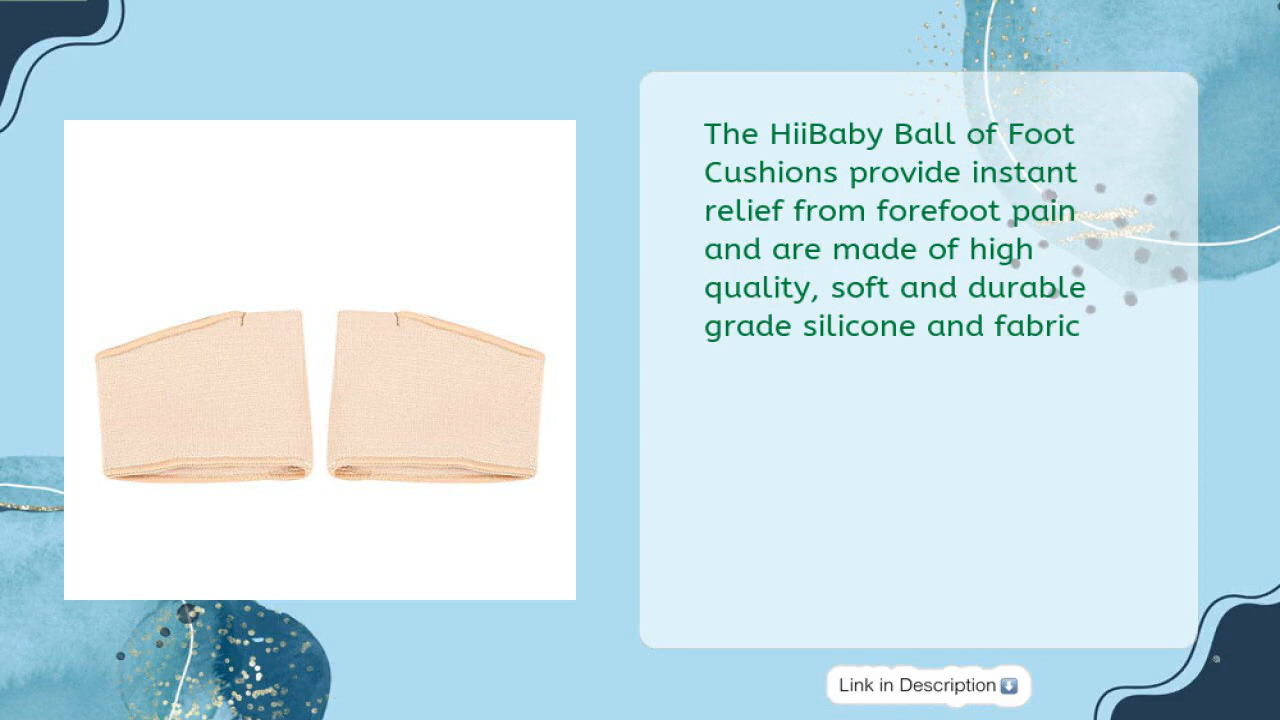 The HiiBaby Ball of Foot
Cushions provide instant
relief from forefoot pain
and are made of high
quality, soft and durable
grade silicone and fabric
Link in Description⬇️